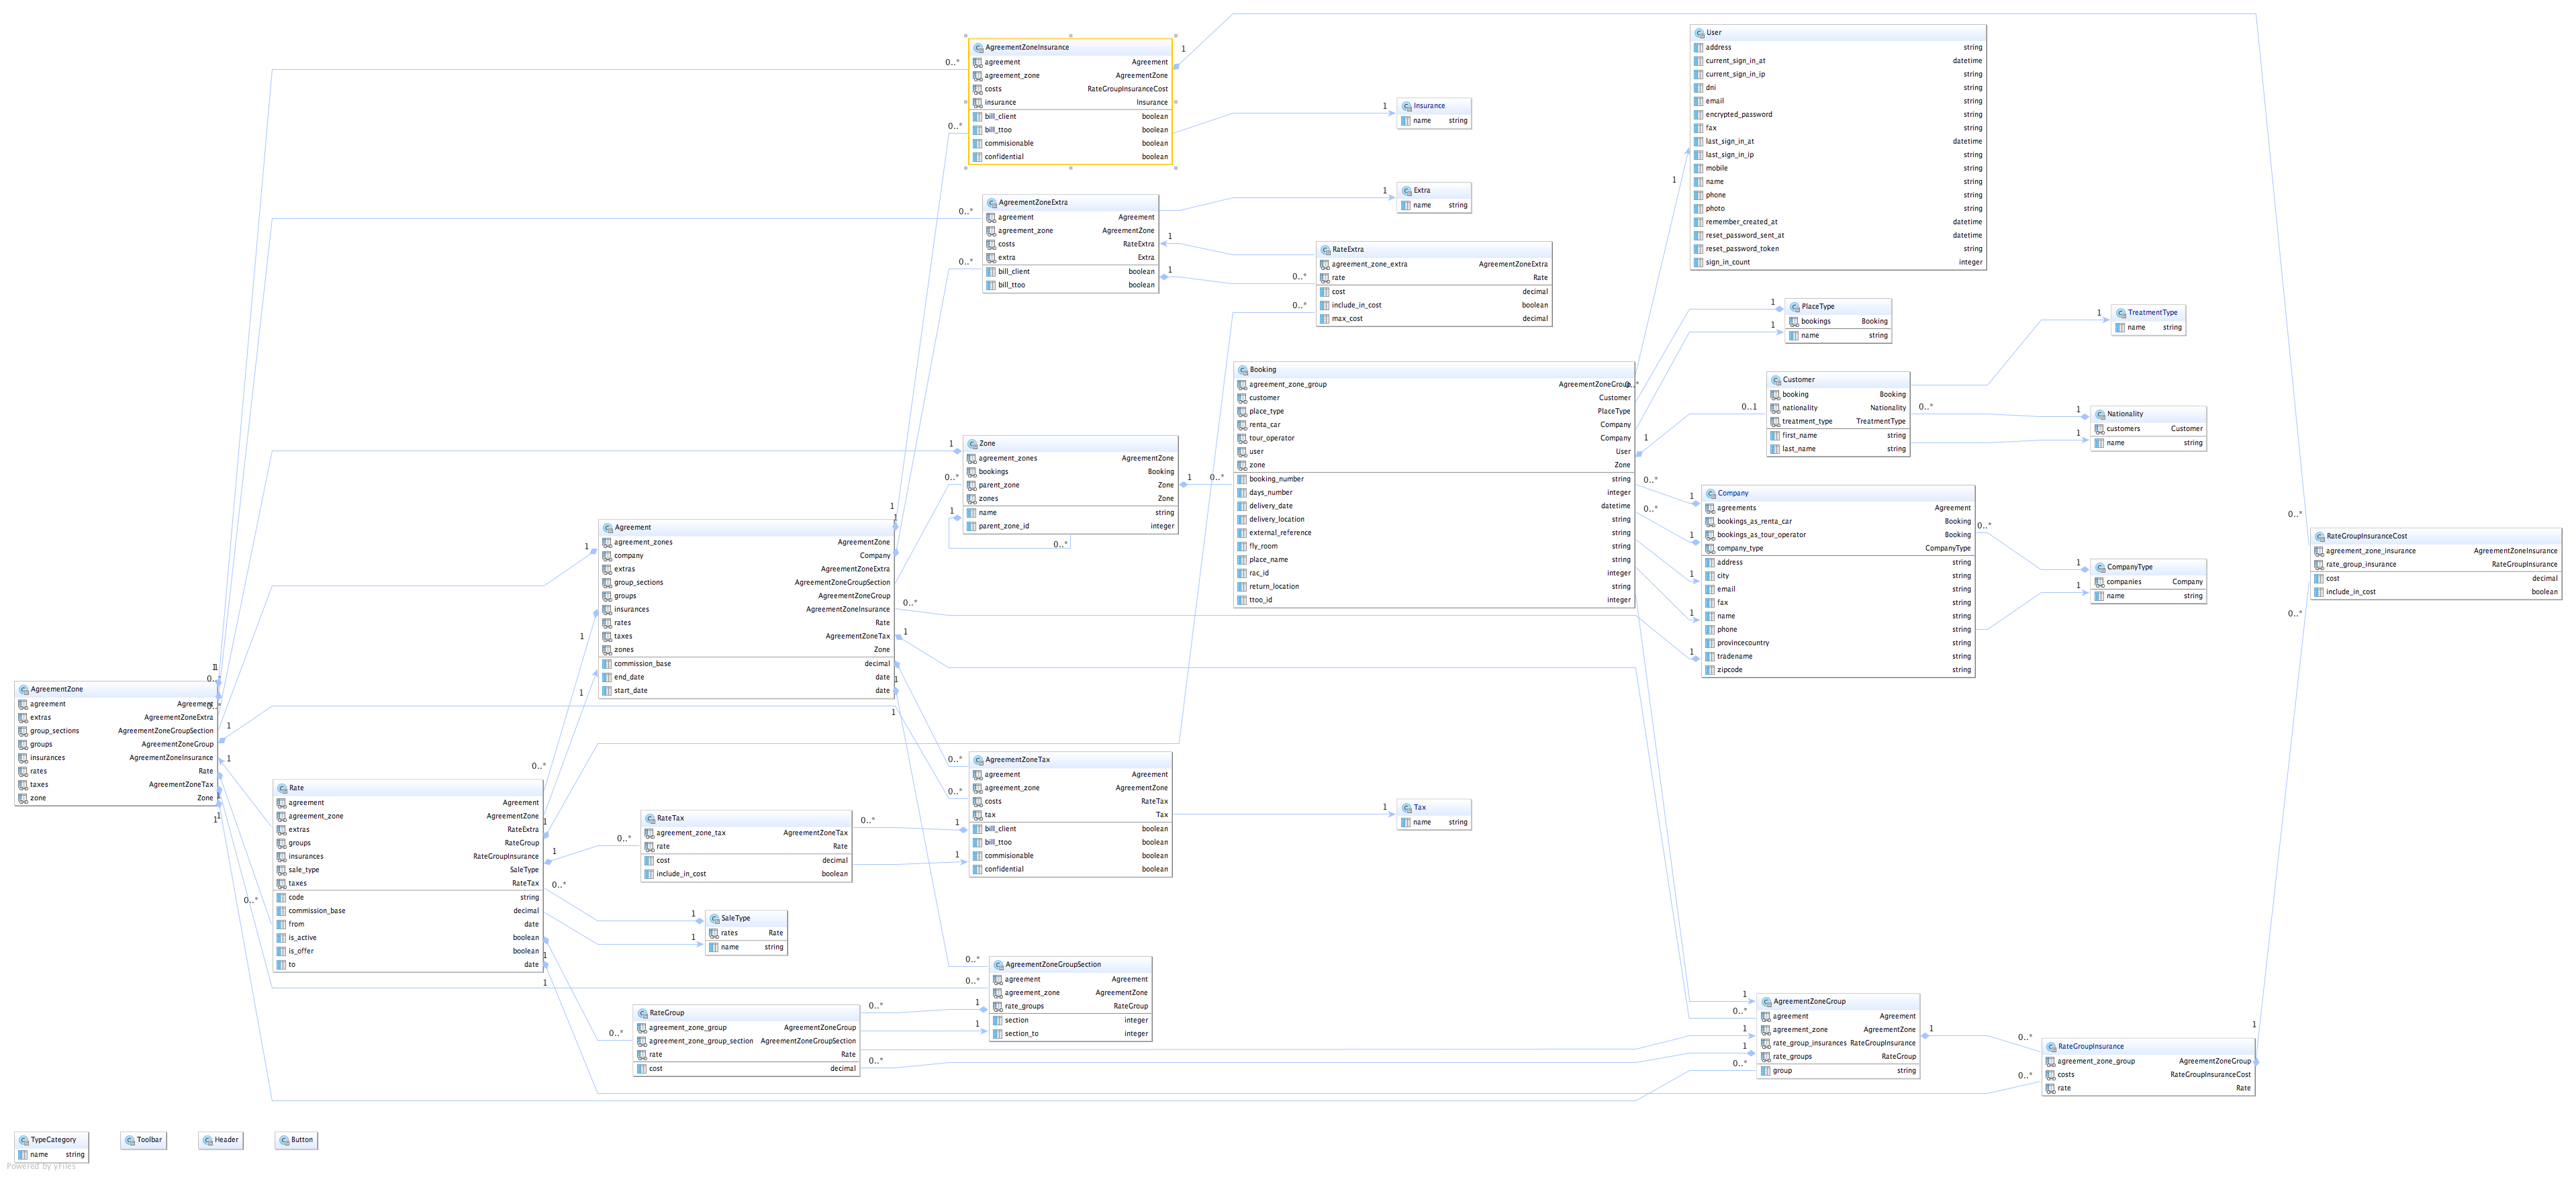 AgreementZoneInsurance
agreement Agreement
agreement_zone AgreementZone
costs RateGroupInsuranceCost
insurance Insurance
bill_client boolean
bill_ttoo boolean
commisionable boolean
confidential boolean
User
address string
current_sign_in_at datetime
current_sign_in_ip string
dni string
email string
encrypted_password string
fax string
last_sign_in_at datetime
last_sign_in_ip string
mobile string
name string
phone string
photo string
remember_created_at datetime
reset_password_sent_at datetime
reset_password_token string
sign_in_count integer
Insurance
name string
Extra
name string
AgreementZoneExtra
agreement Agreement
agreement_zone AgreementZone
costs RateExtra
extra Extra
bill_client boolean
bill_ttoo boolean
RateExtra
agreement_zone_extra AgreementZoneExtra
rate Rate
cost decimal
include_in_cost boolean
max_cost decimal
PlaceType
bookings Booking
name string
TreatmentType
name string
Booking
agreement_zone_group AgreementZoneGroup
customer Customer
place_type PlaceType
renta_car Company
tour_operator Company
user User
zone Zone
booking_number string
days_number integer
delivery_date datetime
delivery_location string
external_reference string
fly_room string
place_name string
rac_id integer
return_location string
ttoo_id integer
Customer
booking Booking
nationality Nationality
treatment_type TreatmentType
first_name string
last_name string
Nationality
customers Customer
name string
Zone
agreement_zones AgreementZone
bookings Booking
parent_zone Zone
zones Zone
name string
parent_zone_id integer
Company
agreements Agreement
bookings_as_renta_car Booking
bookings_as_tour_operator Booking
company_type CompanyType
address string
city string
email string
fax string
name string
phone string
provincecountry string
tradename string
zipcode string
CompanyType
companies Company
name string
RateGroupInsuranceCost
agreement_zone_insurance AgreementZoneInsurance
rate_group_insurance RateGroupInsurance
cost decimal
include_in_cost boolean
Agreement
agreement_zones AgreementZone
company Company
extras AgreementZoneExtra
group_sections AgreementZoneGroupSection
groups AgreementZoneGroup
insurances AgreementZoneInsurance
rates Rate
taxes AgreementZoneTax
zones Zone
commission_base decimal
end_date date
start_date date
AgreementZone
agreement Agreement
extras AgreementZoneExtra
group_sections AgreementZoneGroupSection
groups AgreementZoneGroup
insurances AgreementZoneInsurance
rates Rate
taxes AgreementZoneTax
zone Zone
Rate
agreement Agreement
agreement_zone AgreementZone
extras RateExtra
groups RateGroup
insurances RateGroupInsurance
sale_type SaleType
taxes RateTax
code string
commission_base decimal
from date
is_active boolean
is_offer boolean
to date
AgreementZoneTax
agreement Agreement
agreement_zone AgreementZone
costs RateTax
tax Tax
bill_client boolean
bill_ttoo boolean
commisionable boolean
confidential boolean
RateTax
agreement_zone_tax AgreementZoneTax
rate Rate
cost decimal
include_in_cost boolean
Tax
name string
SaleType
rates Rate
name string
AgreementZoneGroupSection
agreement Agreement
agreement_zone AgreementZone
rate_groups RateGroup
section integer
section_to integer
RateGroup
agreement_zone_group AgreementZoneGroup
agreement_zone_group_section AgreementZoneGroupSection
rate Rate
cost decimal
AgreementZoneGroup
agreement Agreement
agreement_zone AgreementZone
rate_group_insurances RateGroupInsurance
rate_groups RateGroup
group string
RateGroupInsurance
agreement_zone_group AgreementZoneGroup
costs RateGroupInsuranceCost
rate Rate
TypeCategory
name string
Toolbar
Header
Button
Powered by yFiles